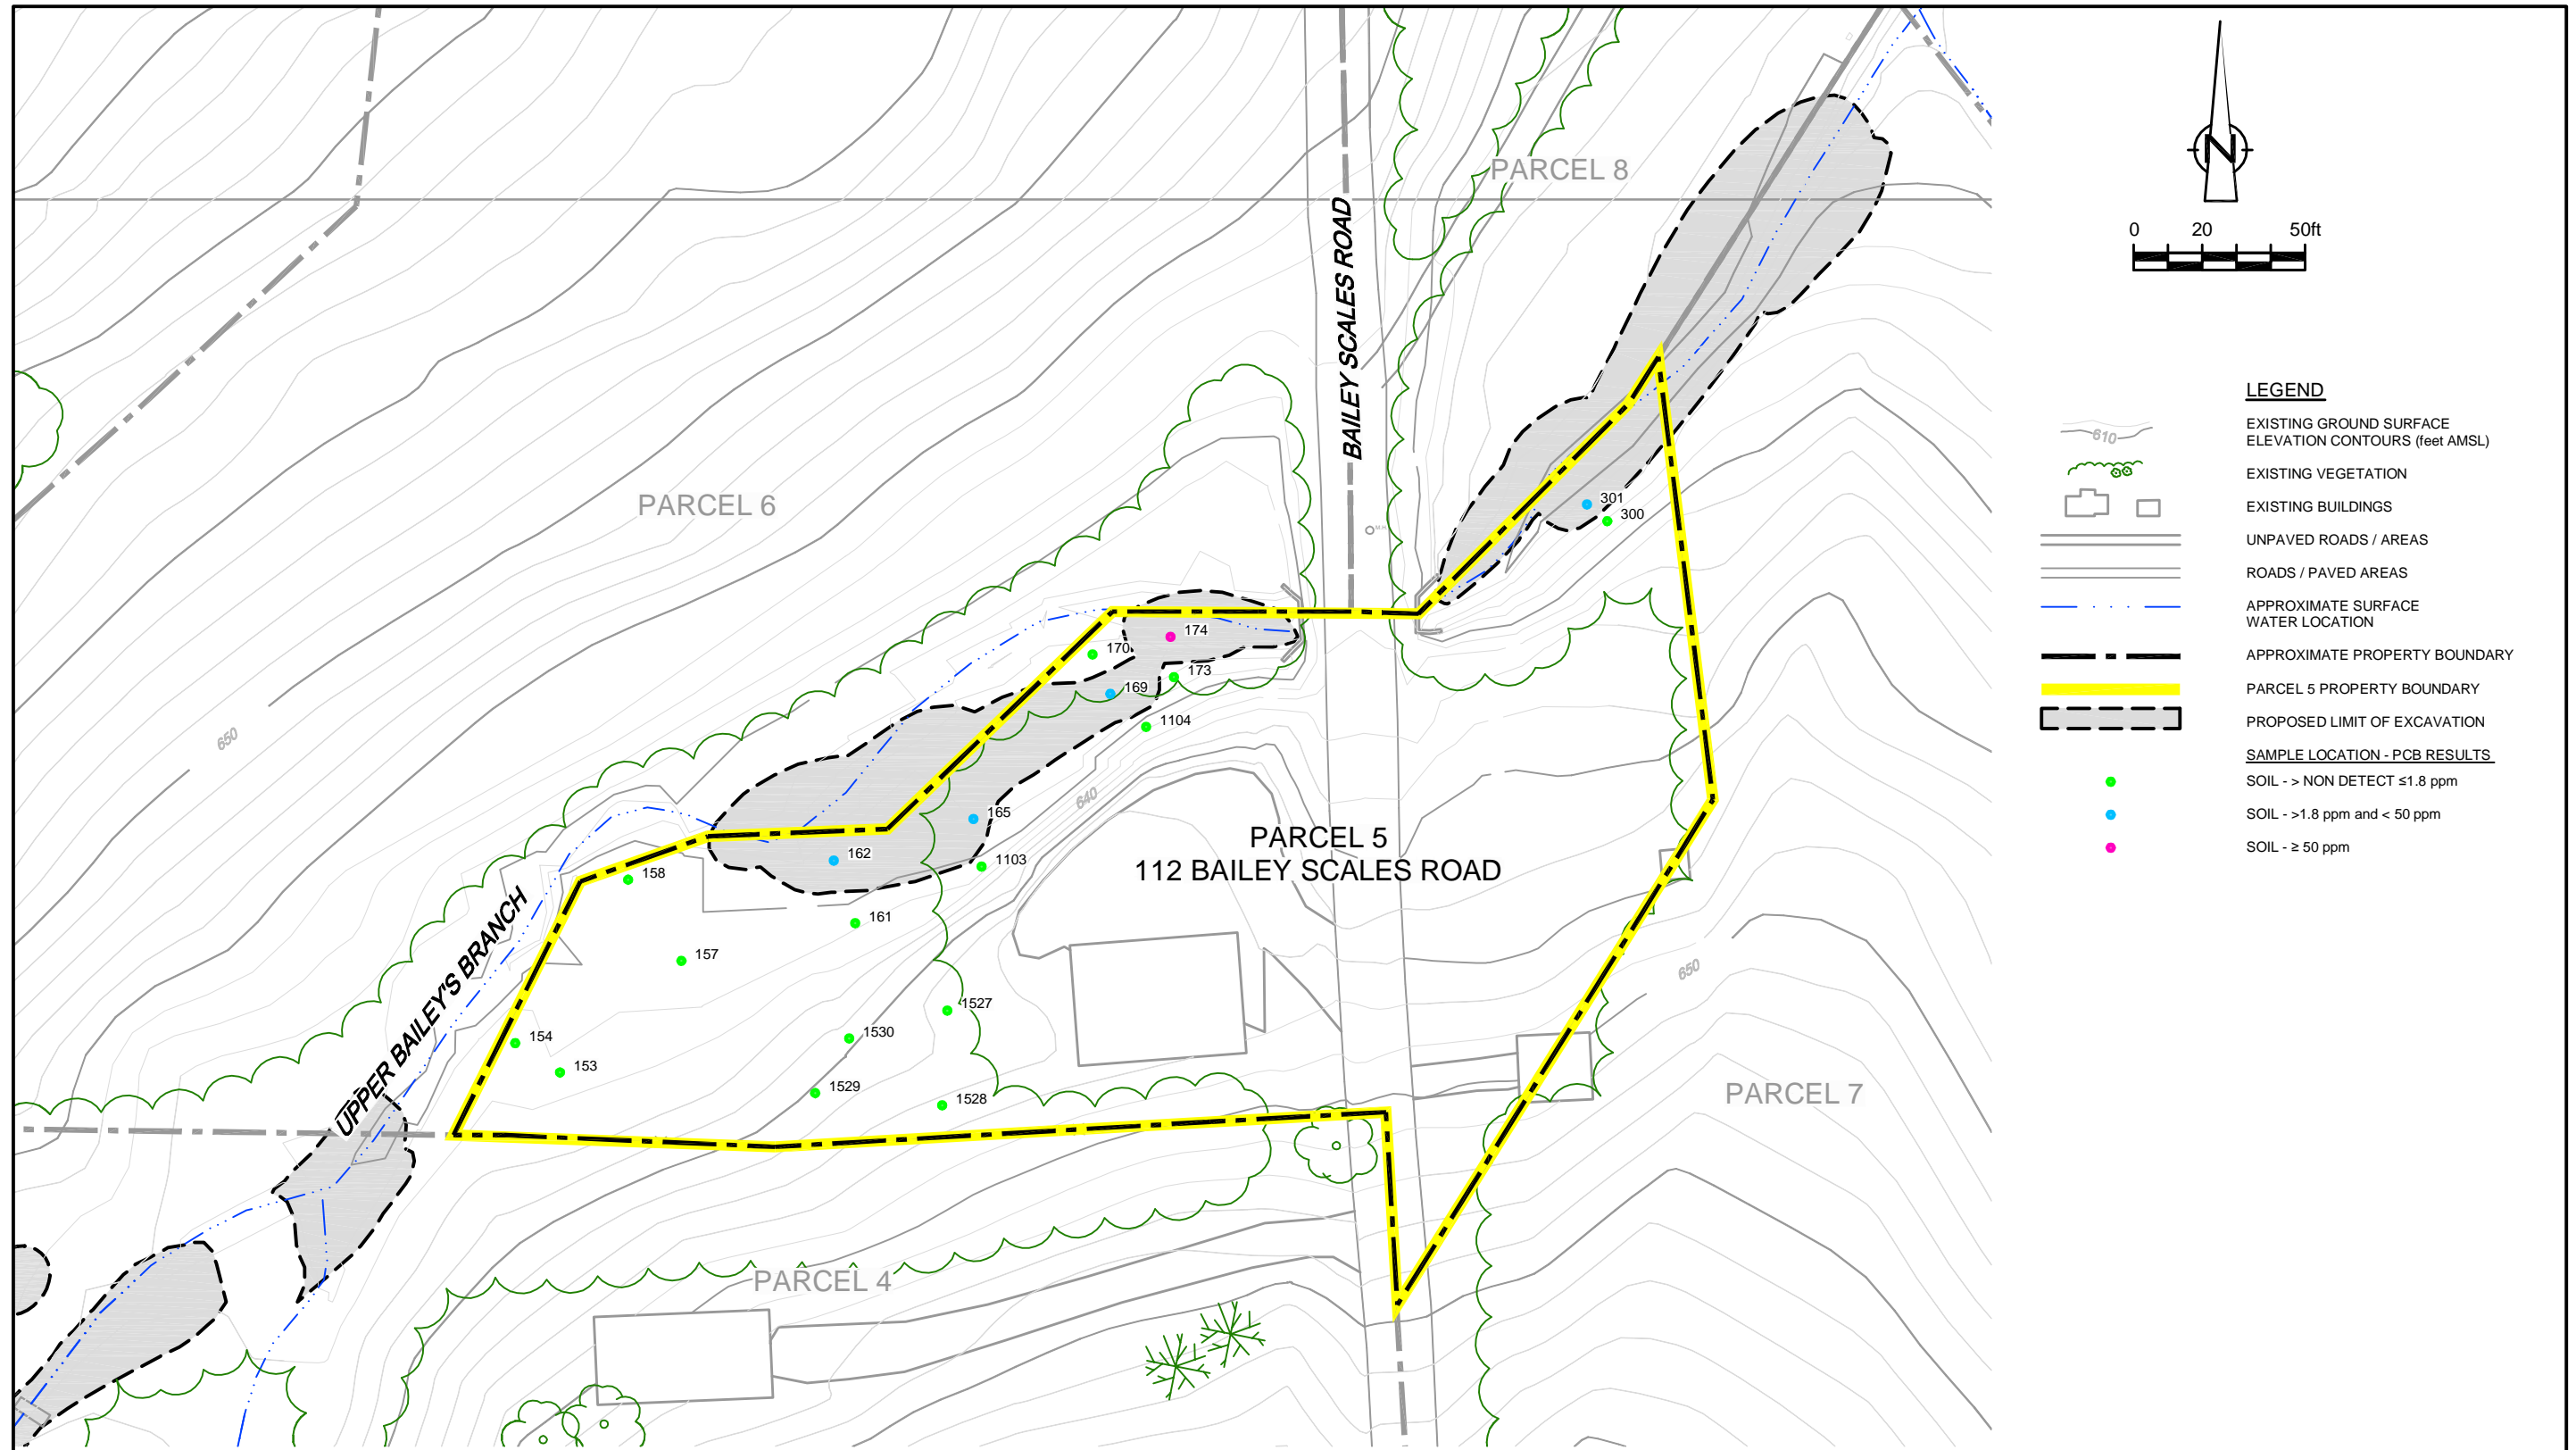 PARCEL 8
BAILEY SCALES ROAD
BAILEY SCALES ROAD
PARCEL 6
301
300
174
170
173
169
1104
650
640
165
162
1103
158
161
157
PARCEL 5
112 BAILEY SCALES ROAD
UPPER BAILEY'S BRANCH
650
1527
1530
154
153
1529
1528
PARCEL 7
PARCEL 4
N
0 20 50ft
LEGEND
610
EXISTING GROUND SURFACE
ELEVATION CONTOURS (feet AMSL)
EXISTING VEGETATION
EXISTING BUILDINGS
UNPAVED ROADS / AREAS
ROADS / PAVED AREAS
APPROXIMATE SURFACE
WATER LOCATION
APPROXIMATE PROPERTY BOUNDARY
PARCEL 5 PROPERTY BOUNDARY
PROPOSED LIMIT OF EXCAVATION
SAMPLE LOCATION - PCB RESULTS
SOIL - > NON DETECT ≤1.8 ppm
SOIL - >1.8 ppm and < 50 ppm
SOIL - ≥ 50 ppm